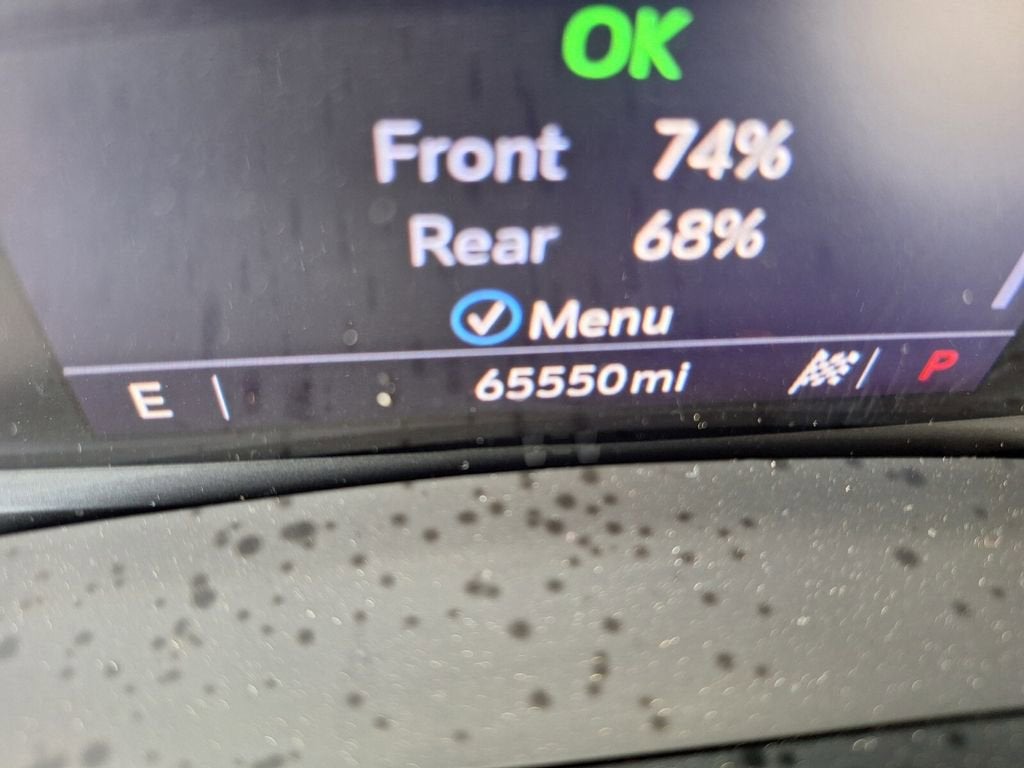 OK
Front 74%
Rear 68%
Menu
E 65550mi P